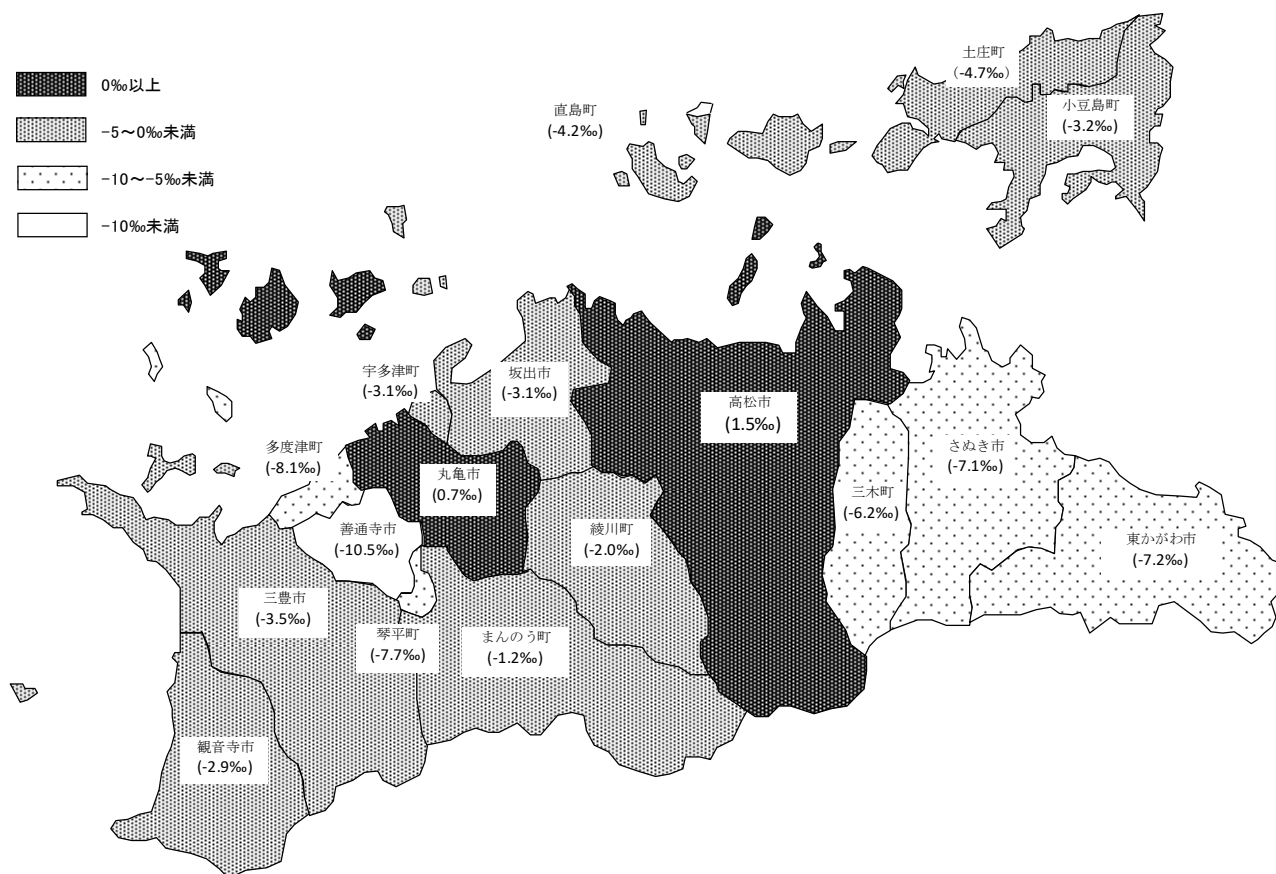 0‰以上
-5～0‰未満
-10～-5‰未満
-10‰未満
土庄町
(-4.7‰)
小豆島町
(-3.2‰)
直島町
(-4.2‰)
宇多津町
(-3.1‰)
坂出市
(-3.1‰)
高松市
(1.5‰)
多度津町
(-8.1‰)
丸亀市
(0.7‰)
さぬき市
(-7.1‰)
三木町
(-6.2‰)
善通寺市
(-10.5‰)
綾川町
(-2.0‰)
東かがわ市
(-7.2‰)
三豊市
(-3.5‰)
琴平町
(-7.7‰)
まんのう町
(-1.2‰)
観音寺市
(-2.9‰)